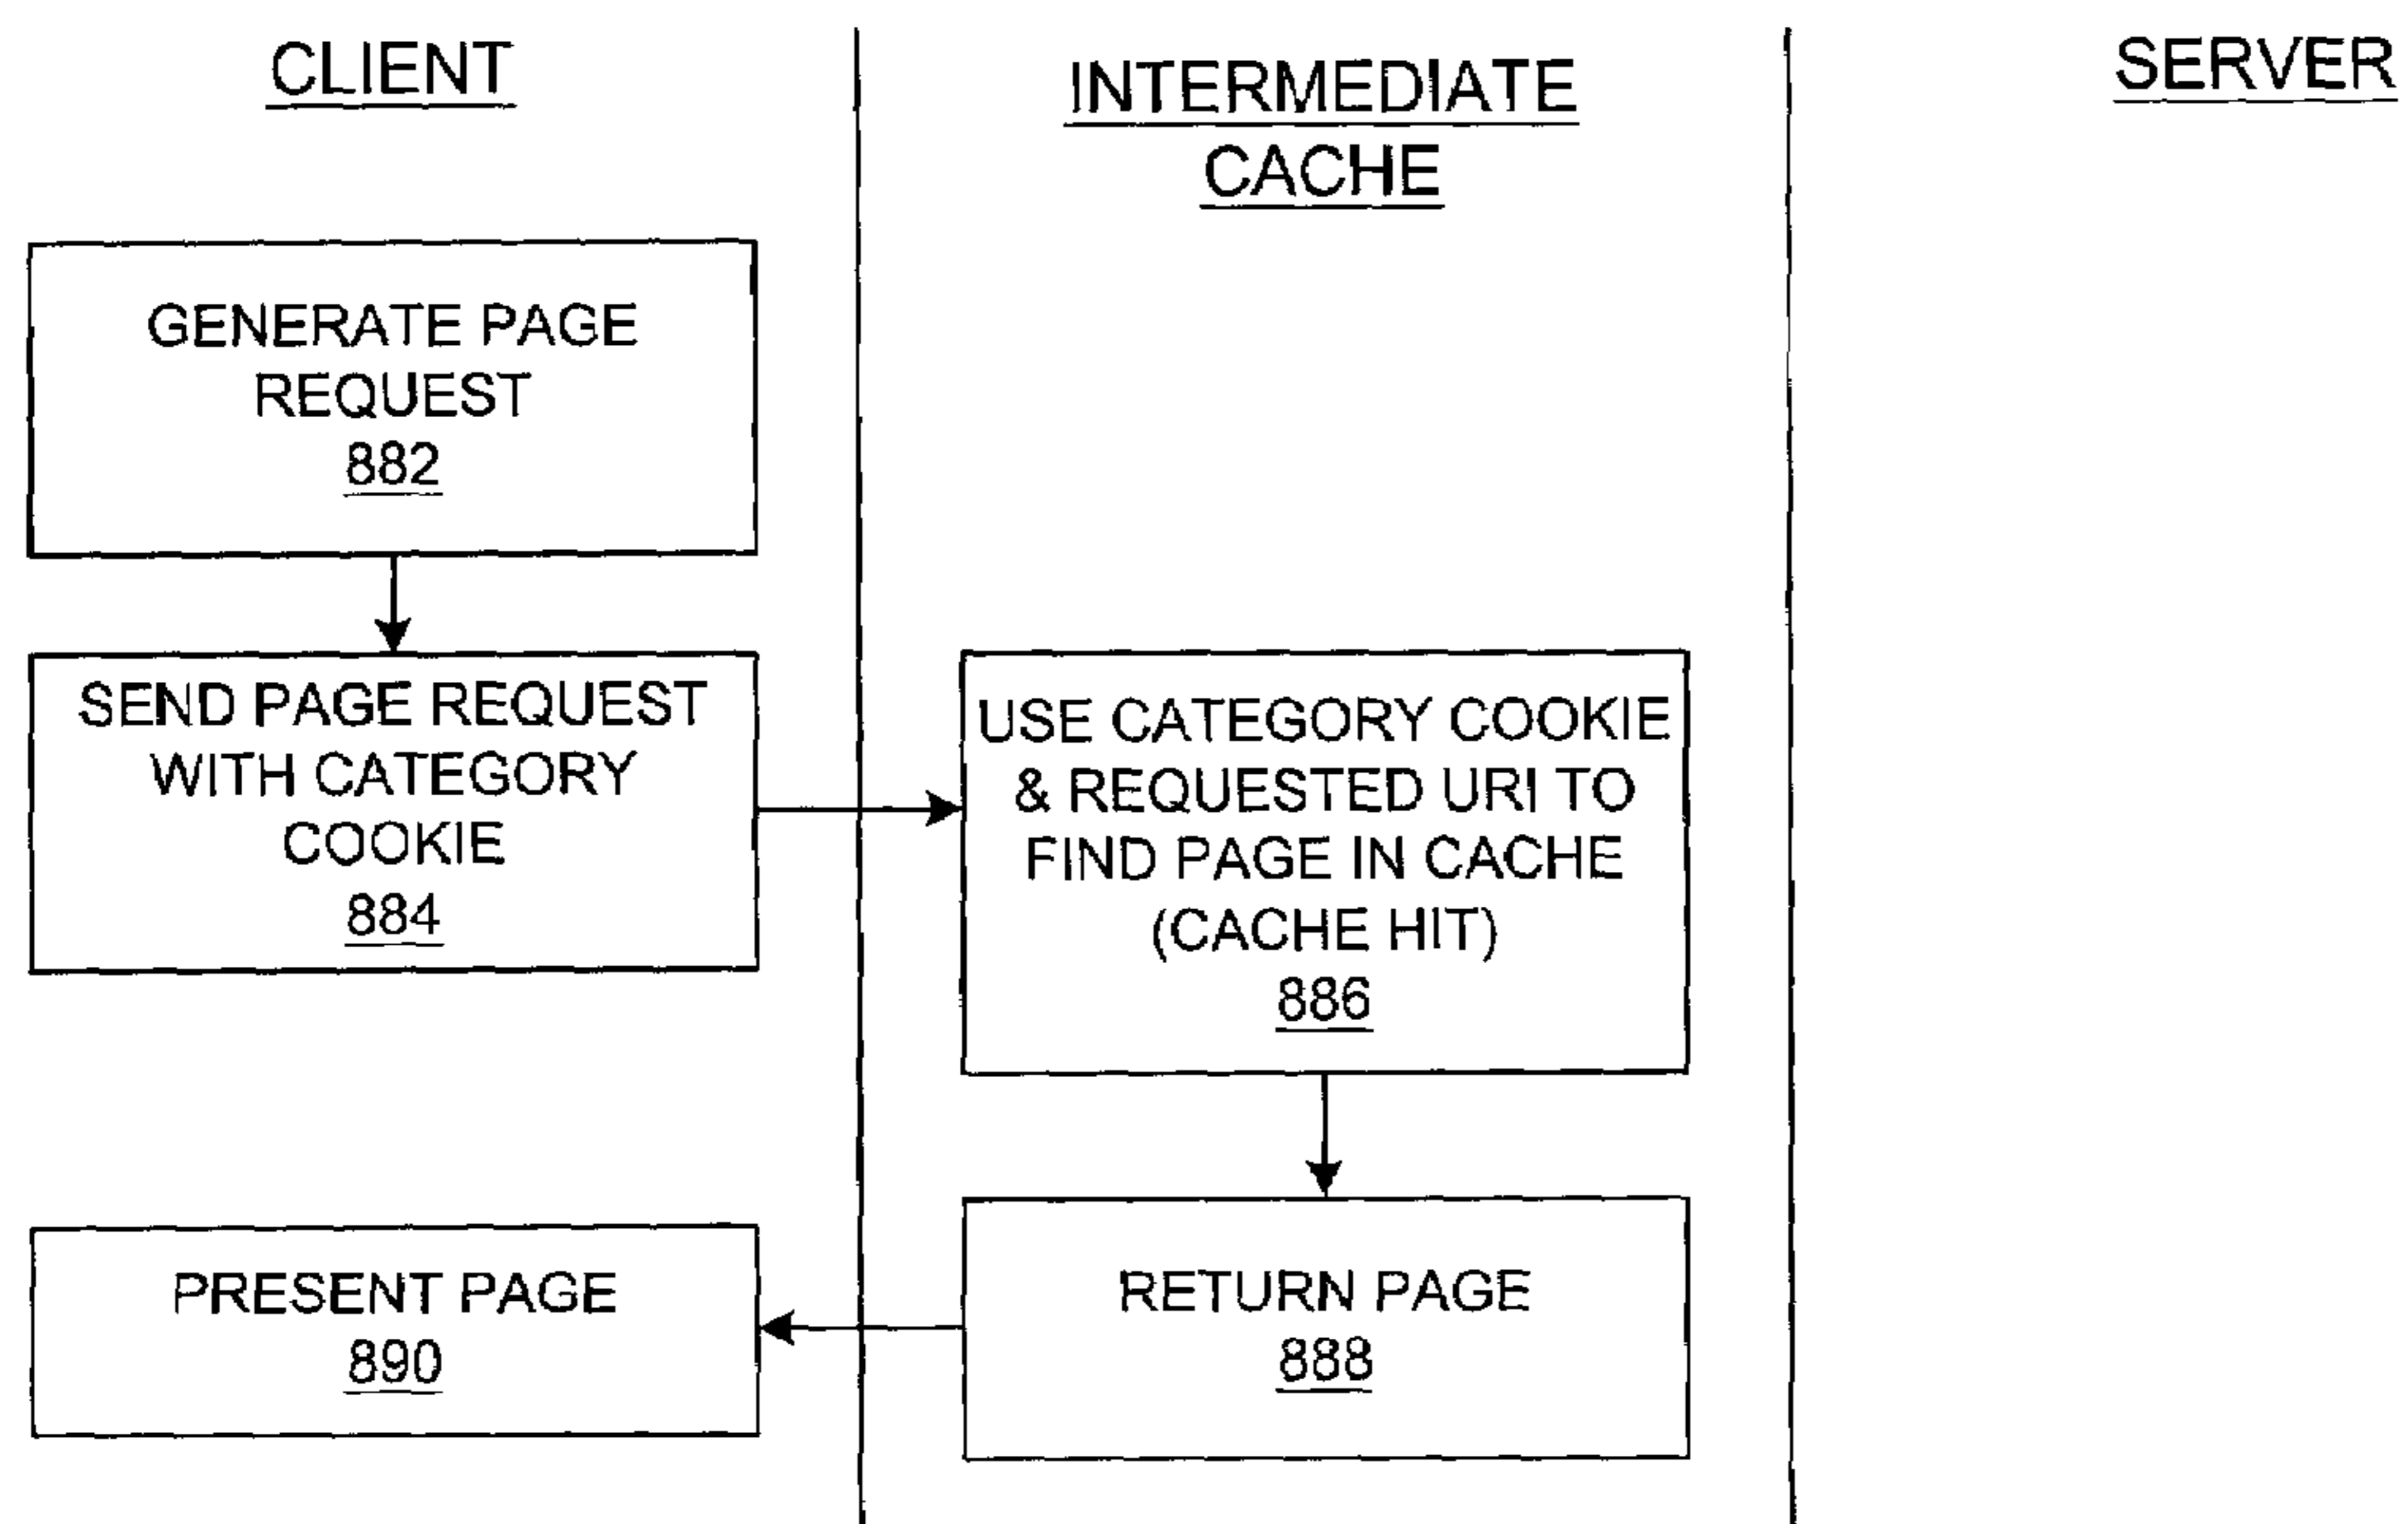 CLIENT
INTERMEDIATE
CACHE
SERVER
GENERATE PAGE
REQUEST
882
SEND PAGE REQUEST
WITH CATEGORY
COOKIE
884
USE CATEGORY COOKIE
& REQUESTED URI TO
FIND PAGE IN CACHE
(CACHE HIT)
886
RETURN PAGE
888
PRESENT PAGE
890